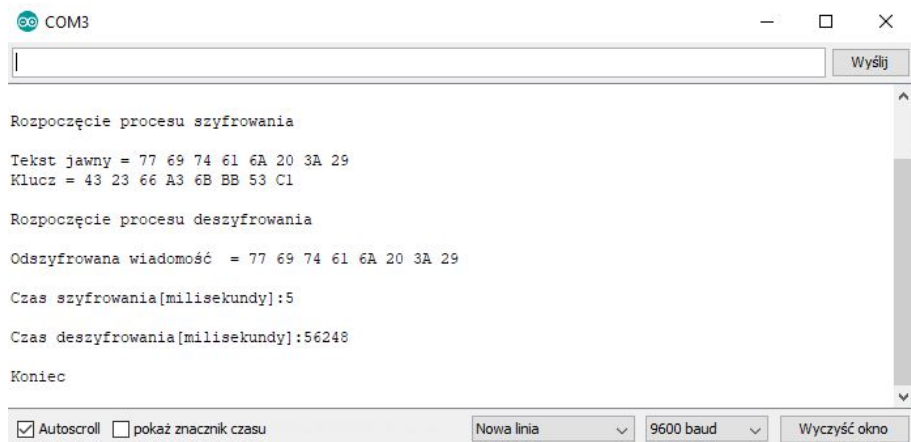 COM3
Wyślij
Rozpoczęcie procesu szyfrowania
Tekst jawny = 77 69 74 61 6A 20 3A 29
Klucz = 43 23 66 A3 6B BB 53 C1
Rozpoczęcie procesu deszyfrowania
Odszyfrowana wiadomość  = 77 69 74 61 6A 20 3A 29
Czas szyfrowania[milisekundy]:5
Czas deszyfrowania[milisekundy]:56248
Koniec
Autoscroll pokaż znacznik czasu Nowa linia 9600 baud Wyczyść okno